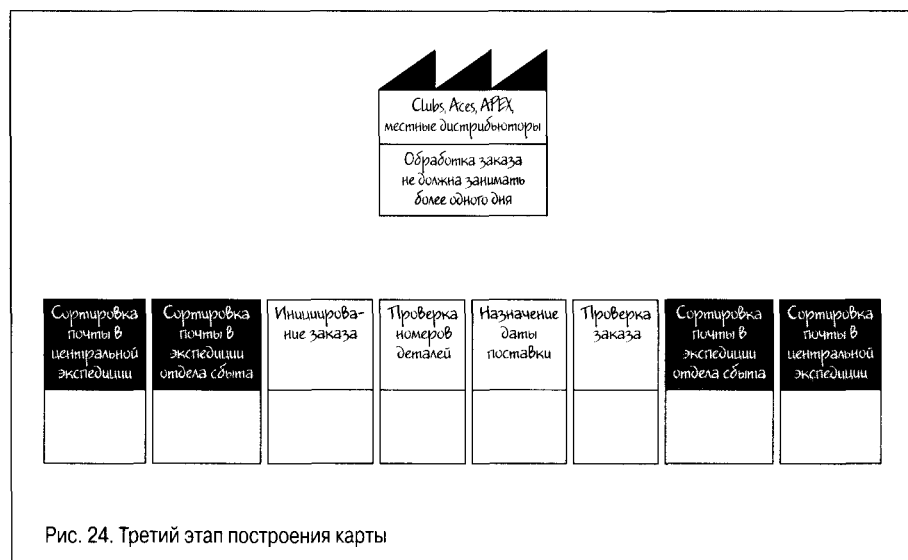 Clubs, Aces, APEX,
местные дистрибьюторы
Обработка заказа
не должна занимать
более одного дня
Сортировка
почты в
центральной
экспедиции
Сортировка
почты в
экспедиции
отдела сбыта
Иницииирова-
ние заказа
Проверка
номеров
деталей
Назначение
даты
поставки
Проверка
заказа
Сортировка
почты в
экспедиции
отдела сбыта
Сортировка
почты в
центральной
экспедиции
Рис. 24. Третий этап построения карты